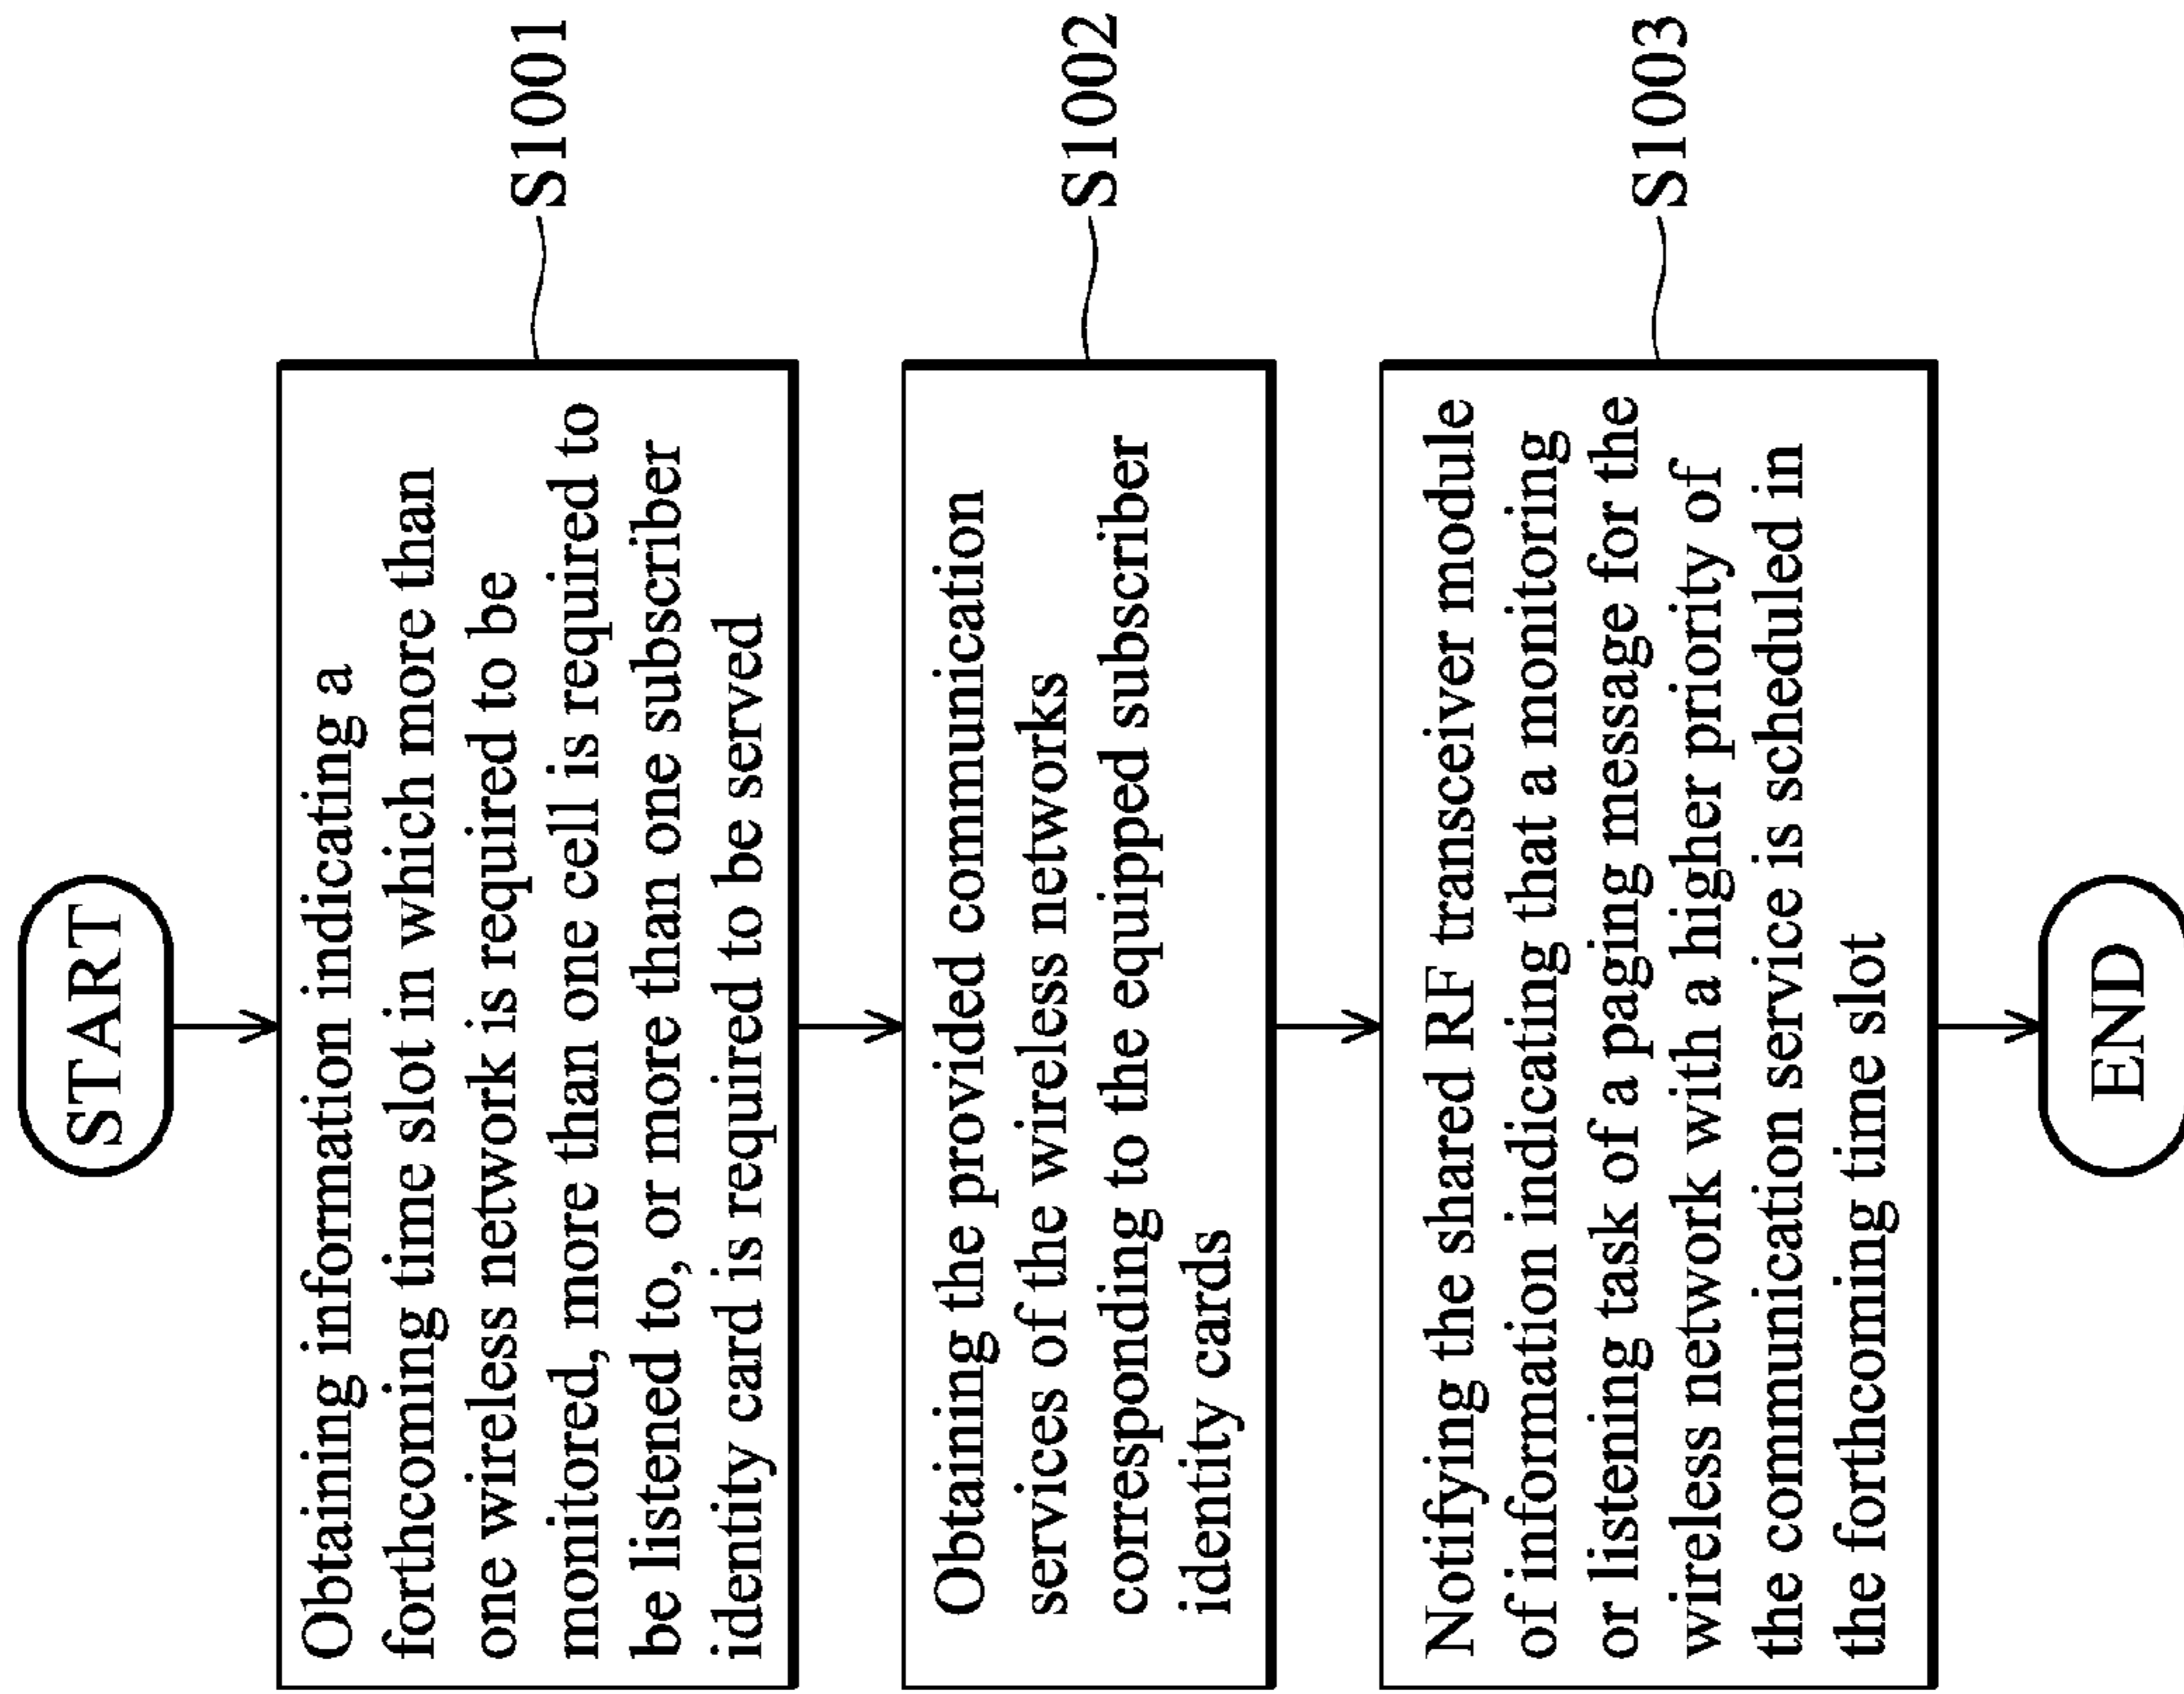 START
Obtaining information indicating a
forthcoming time slot in which more than
one wireless network is required to be
monitored, more than one cell is required to
be listened to, or more than one subscriber
identity card is required to be served
S1001
Obtaining the provided communication
services of the wireless networks
corresponding to the equipped subscriber
identity cards
S1002
Notifying the shared RF transceiver module
of information indicating that a monitoring
or listening task of a paging message for the
wireless network with a higher priority of
the communication service is scheduled in
the forthcoming time slot
S1003
END